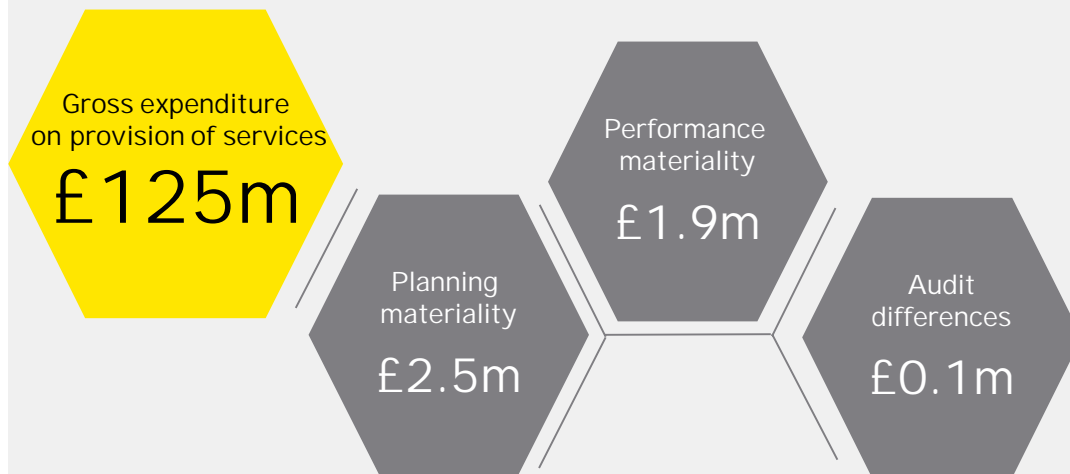 Gross expenditure
on provision of services
£125m
Planning
materiality
£2.5m
Performance
materiality
£1.9m
Audit
differences
£0.1m